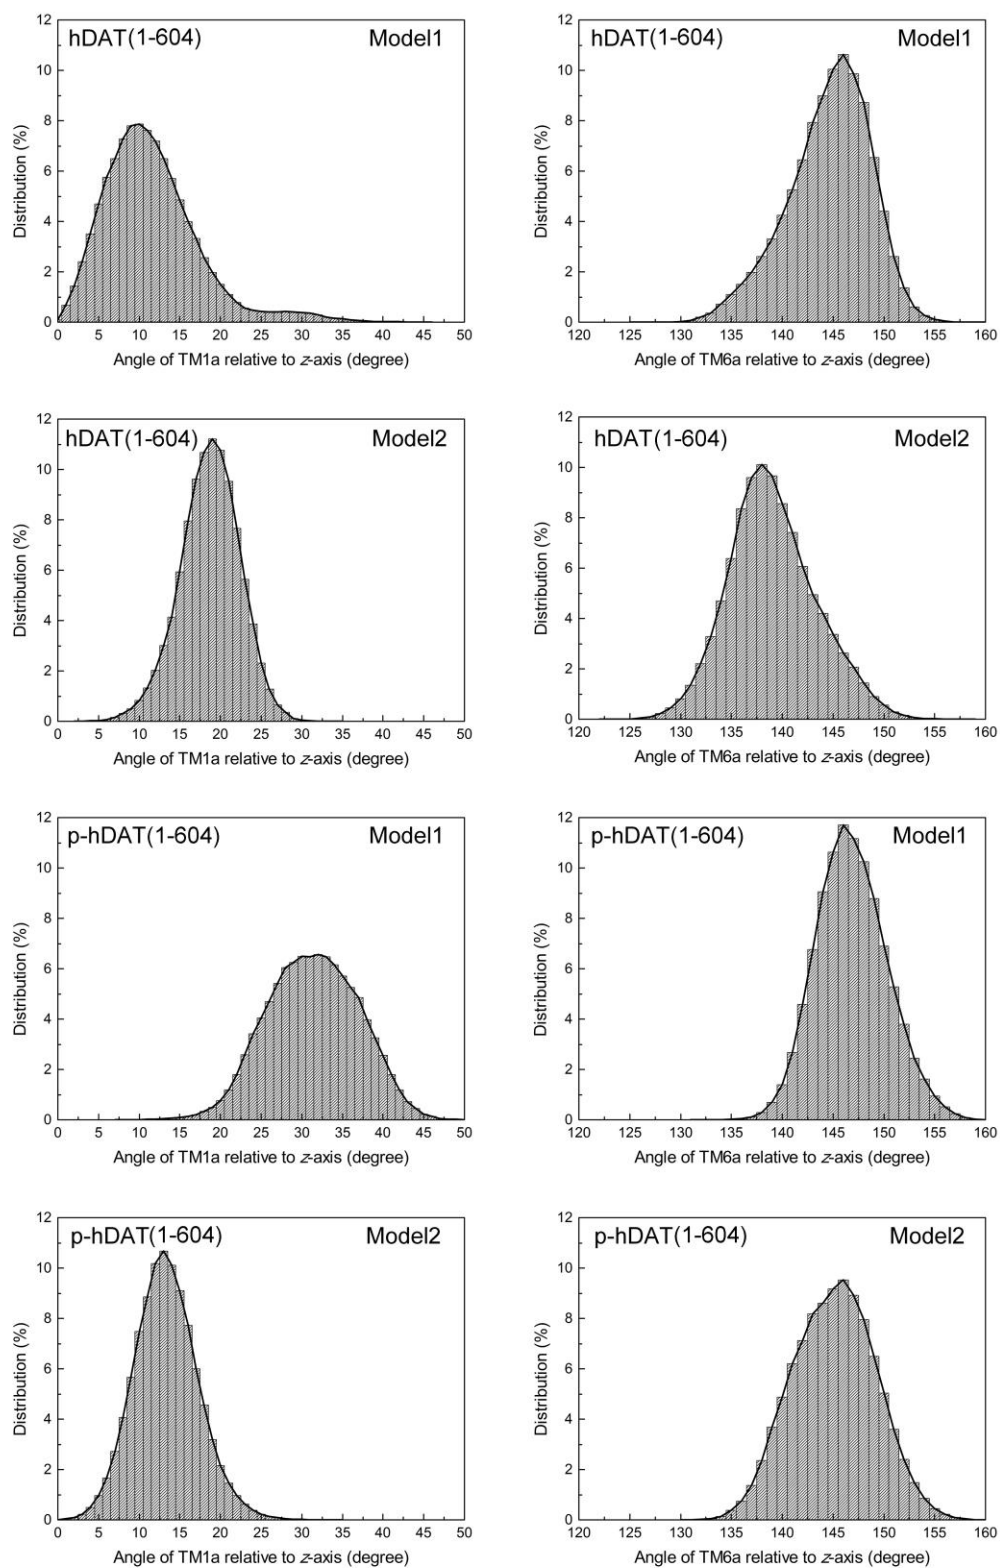 hDAT(1-604) Model1
12
10
8
6
4
2
0
Distribution (%)
0 5 10 15 20 25 30 35 40 45 50
Angle of TM1a relative to z-axis (degree)
hDAT(1-604) Model1
12
10
8
6
4
2
0
Distribution (%)
120 125 130 135 140 145 150 155 160
Angle of TM6a relative to z-axis (degree)
hDAT(1-604) Model2
12
10
8
6
4
2
0
Distribution (%)
0 5 10 15 20 25 30 35 40 45 50
Angle of TM1a relative to z-axis (degree)
hDAT(1-604) Model2
12
10
8
6
4
2
0
Distribution (%)
120 125 130 135 140 145 150 155 160
Angle of TM6a relative to z-axis (degree)
p-hDAT(1-604) Model1
12
10
8
6
4
2
0
Distribution (%)
0 5 10 15 20 25 30 35 40 45 50
Angle of TM1a relative to z-axis (degree)
p-hDAT(1-604) Model1
12
10
8
6
4
2
0
Distribution (%)
120 125 130 135 140 145 150 155 160
Angle of TM6a relative to z-axis (degree)
p-hDAT(1-604) Model2
12
10
8
6
4
2
0
Distribution (%)
0 5 10 15 20 25 30 35 40 45 50
Angle of TM1a relative to z-axis (degree)
p-hDAT(1-604) Model2
12
10
8
6
4
2
0
Distribution (%)
120 125 130 135 140 145 150 155 160
Angle of TM6a relative to z-axis (degree)